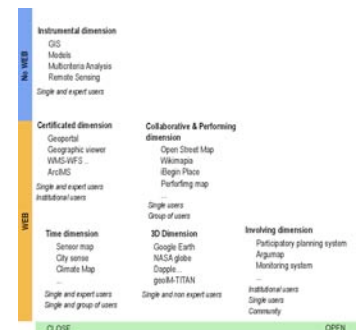 No WEB
Instrumental dimension
GIS
Models
Multicriteria Analysis
Remote Sensing
Single and expert users
WEB
Certificated dimension
Geoportal
Geographic viewer
WMS-WFS ...
ArcIMS
Single and expert users
Institutional users
Collaborative & Performing
dimension
Open Street Map
Wikimapia
iBegin Place
Perforfimg map
...
Single users
Group of users
Time dimension
Sensor map
City sense
Climate Map
...
Single and expert users
Single and group of users
3D Dimension
Google Earth
NASA globe
Dapple...
geoIM-TITAN
Single and non expert users
Involving dimension
Participatory planning system
Argumap
Monitoring system
...
Institutional users
Single users
Community
CLOSE
OPEN